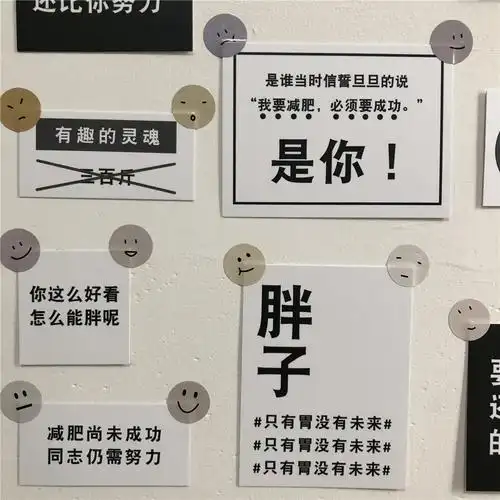 还比你努力
是谁当时信誓旦旦的说
“我要减肥，必须要成功。”
是你！
有趣的灵魂
三百斤
你这么好看
怎么能胖呢
胖
子
#只有胃没有未来#
#只有胃没有未来#
#只有胃没有未来#
减肥尚未成功
同志仍需努力
的